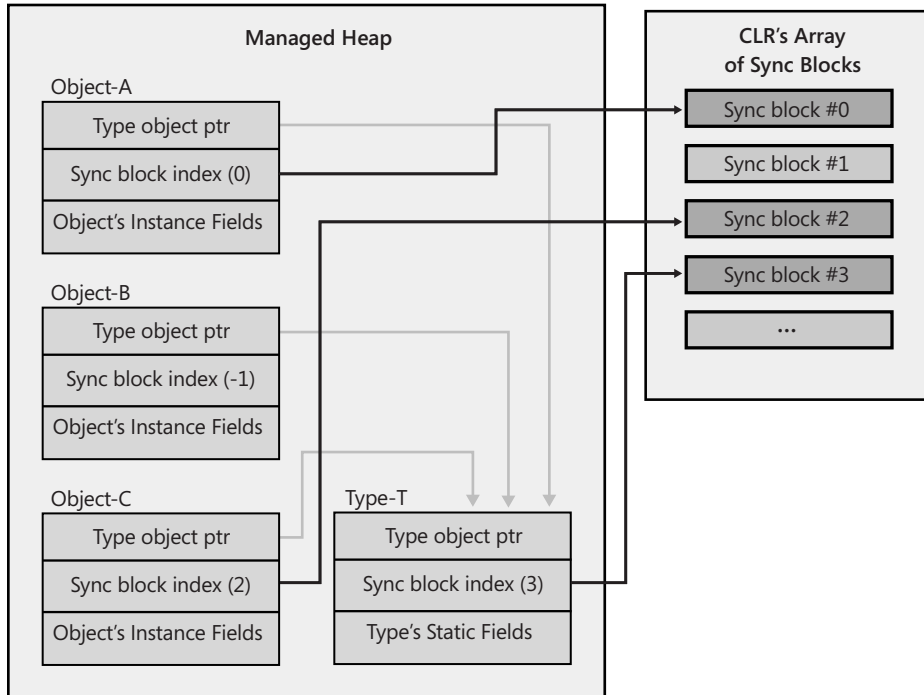 Managed Heap
Object-A
Type object ptr
Sync block index (0)
Object’s Instance Fields
Object-B
Type object ptr
Sync block index (-1)
Object’s Instance Fields
Object-C
Type object ptr
Sync block index (2)
Object’s Instance Fields
Type-T
Type object ptr
Sync block index (3)
Type’s Static Fields
CLR’s Array
of Sync Blocks
Sync block #0
Sync block #1
Sync block #2
Sync block #3
...